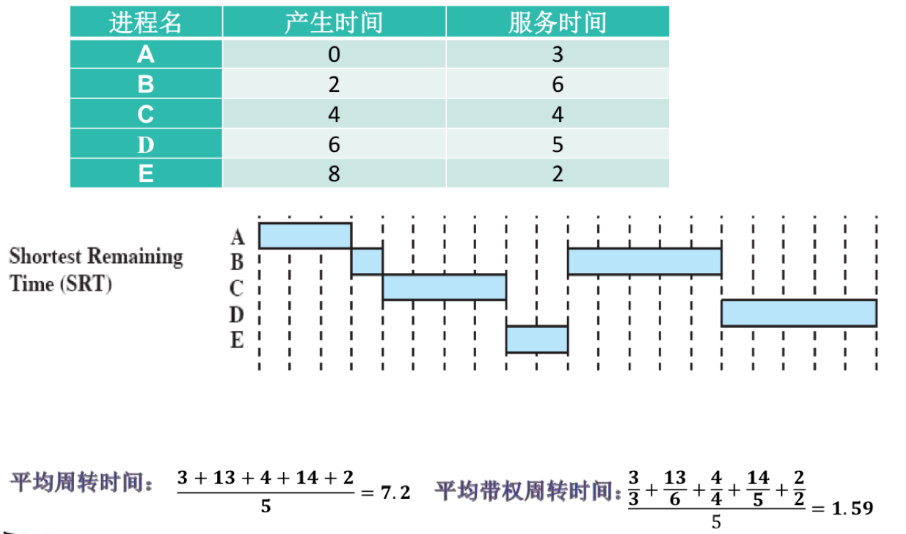 进程名 产生时间 服务时间
A 0 3
B 2 6
C 4 4
D 6 5
E 8 2
Shortest Remaining
Time (SRT)
A
B
C
D
E
平均周转时间： 3 + 13 + 4 + 14 + 2 / 5 = 7.2
平均带权周转时间： 3/3 + 13/6 + 4/4 + 14/5 + 2/2 / 5 = 1.59